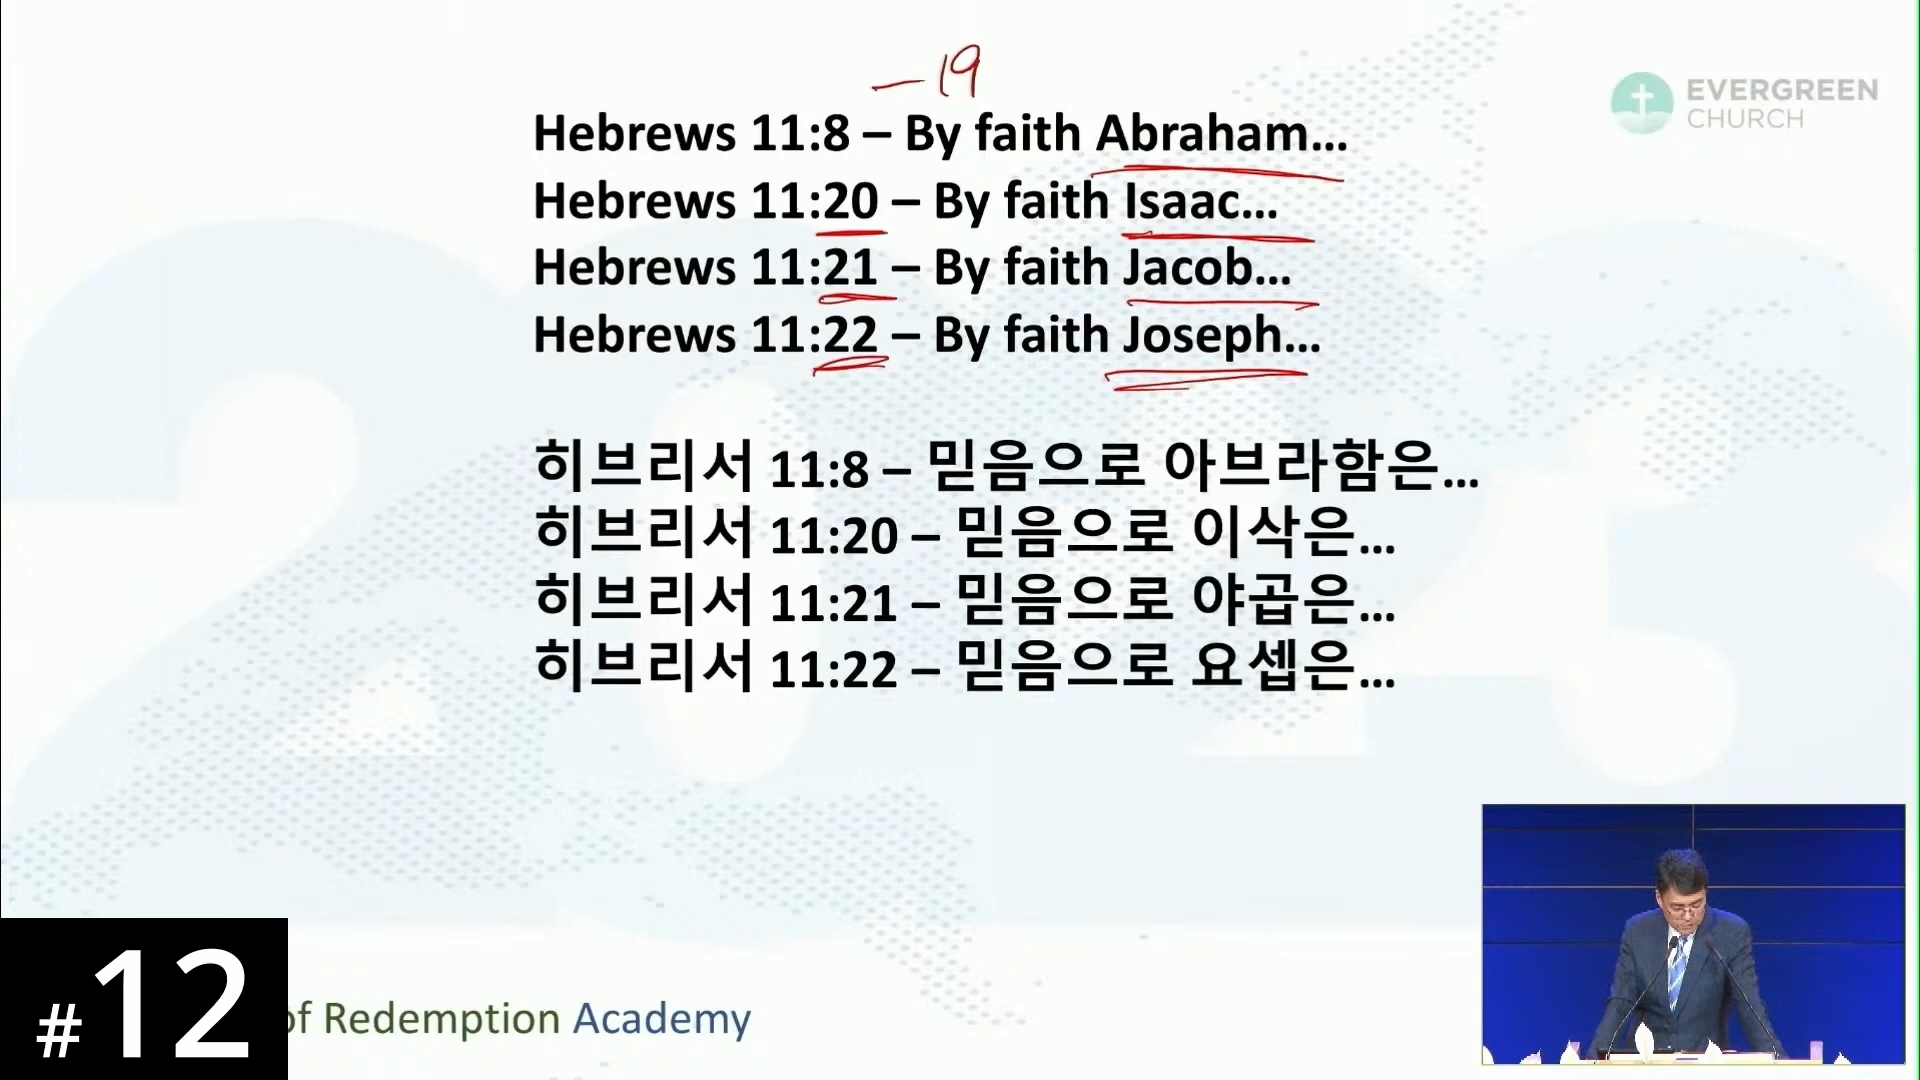 – 19
EVERGREEN
CHURCH
Hebrews 11:8 – By faith Abraham...
Hebrews 11:20 – By faith Isaac...
Hebrews 11:21 – By faith Jacob...
Hebrews 11:22 – By faith Joseph...
히브리서 11:8 – 믿음으로 아브라함은...
히브리서 11:20 – 믿음으로 이삭은...
히브리서 11:21 – 믿음으로 야곱은...
히브리서 11:22 – 믿음으로 요셉은...
#12
of Redemption Academy